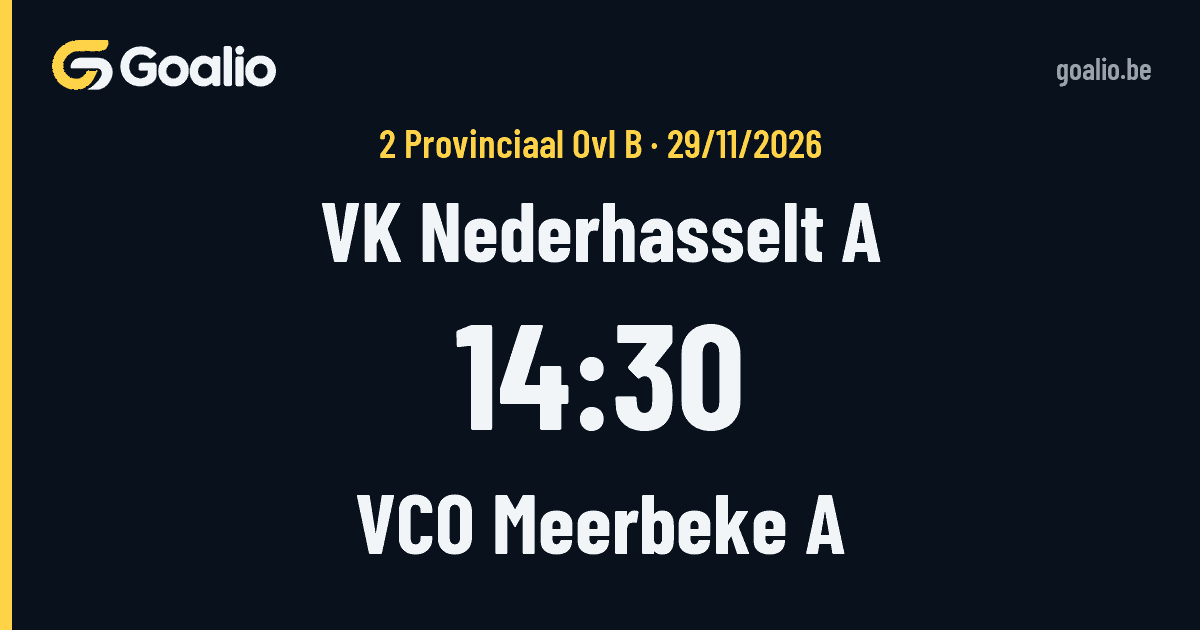 Goalio
goalio.be
2 Provinciaal Ovl B · 29/11/2026
VK Nederhasselt A
14:30
VCO Meerbeke A